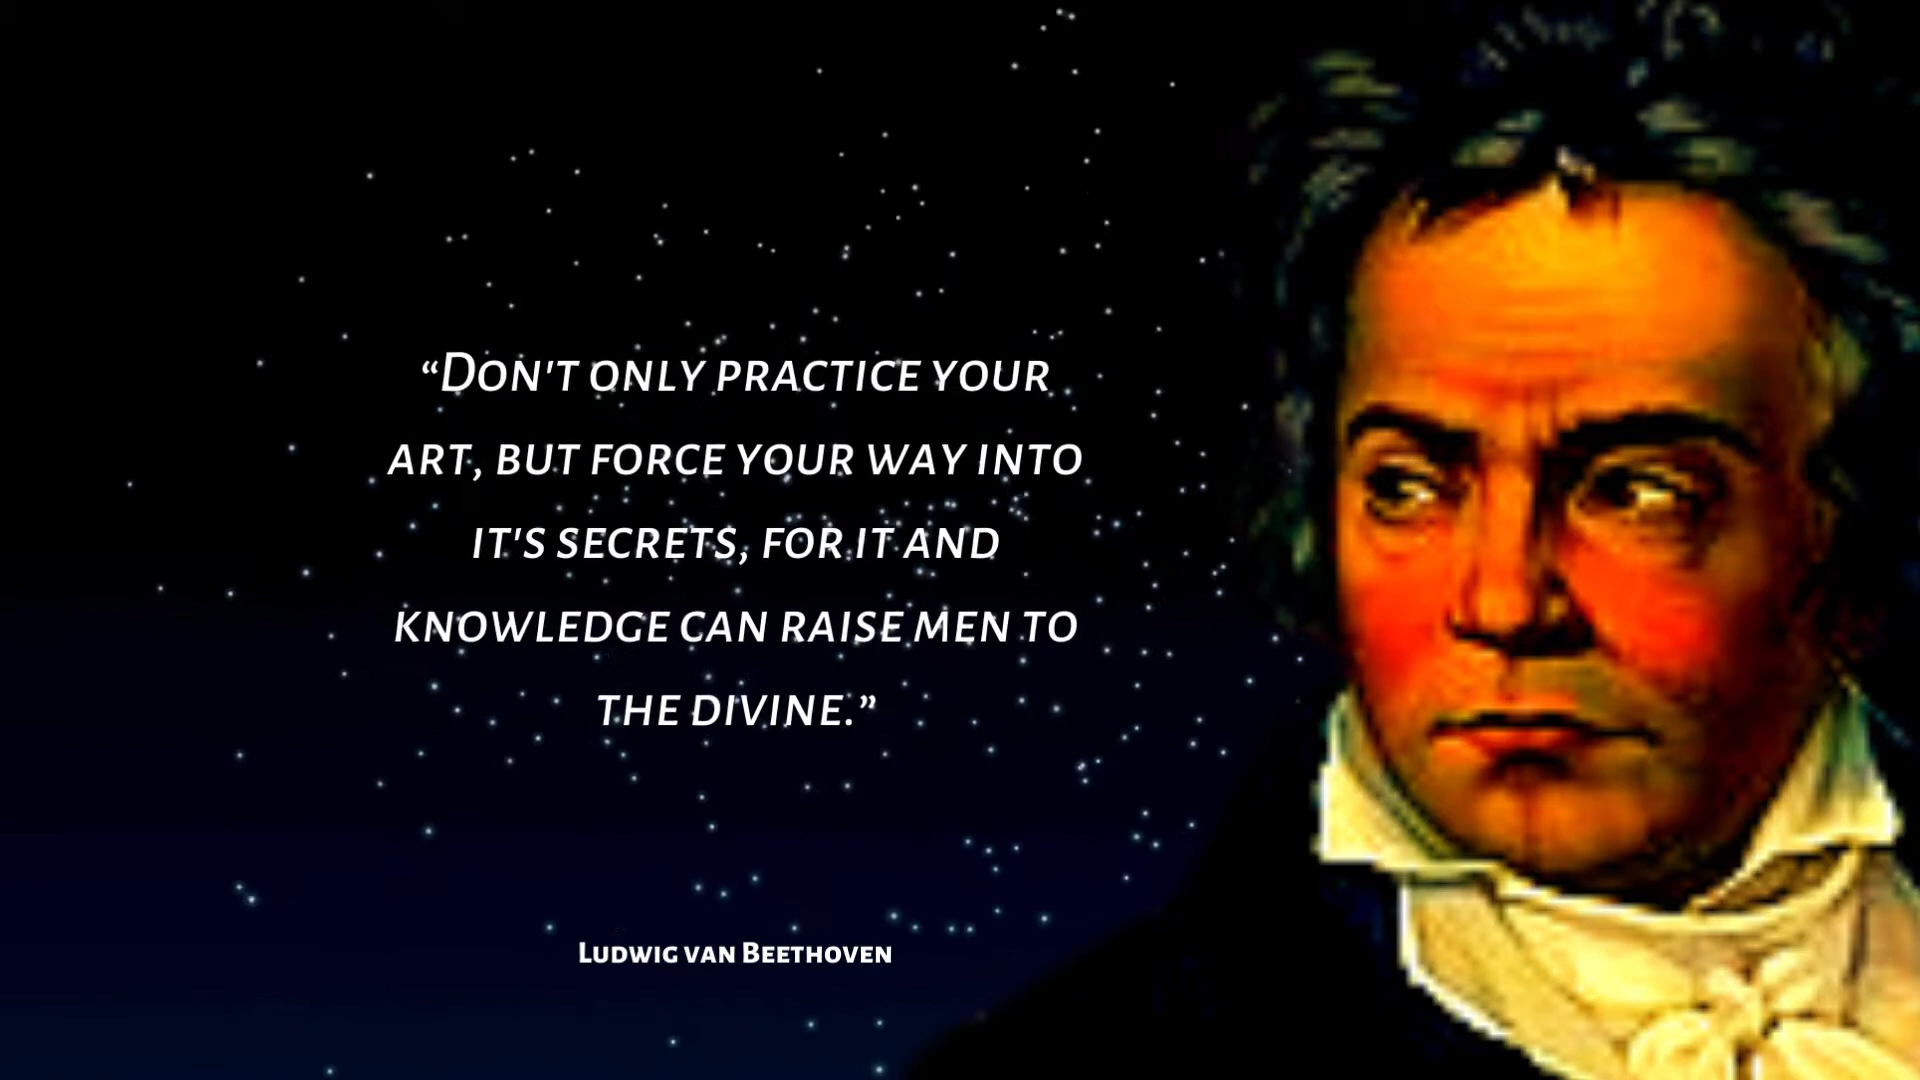 “Don't only practice your
art, but force your way into
it's secrets, for it and
knowledge can raise men to
the divine.”
Ludwig van Beethoven